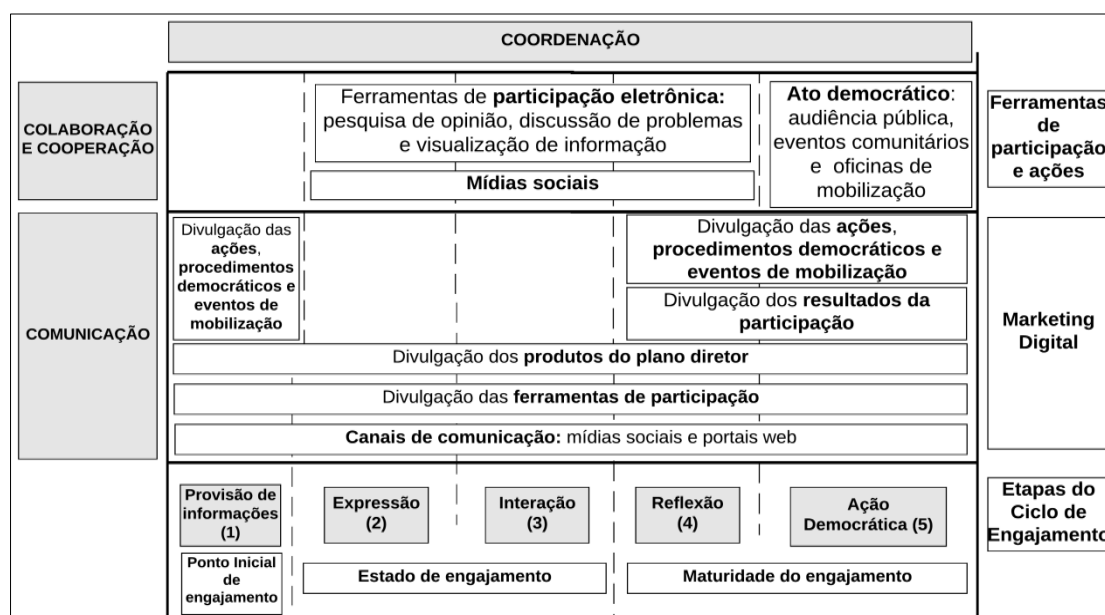 COORDENAÇÃO
COLABORAÇÃO
E COOPERAÇÃO
Ferramentas de participação eletrônica:
pesquisa de opinião, discussão de problemas
e visualização de informação
Mídias sociais
Ato democrático:
audiência pública,
eventos comunitários
e oficinas de
mobilização
Ferramentas
de
participação
e ações
COMUNICAÇÃO
Divulgação das
ações,
procedimentos
democráticos e
eventos de
mobilização
Divulgação das ações,
procedimentos democráticos e
eventos de mobilização
Divulgação dos resultados da
participação
Divulgação dos produtos do plano diretor
Divulgação das ferramentas de participação
Canais de comunicação: mídias sociais e portais web
Marketing
Digital
Provisão de
informações
(1)
Expressão
(2)
Interação
(3)
Reflexão
(4)
Ação
Democrática (5)
Etapas do
Ciclo de
Engajamento
Ponto Inicial
de
engajamento
Estado de engajamento
Maturidade do engajamento